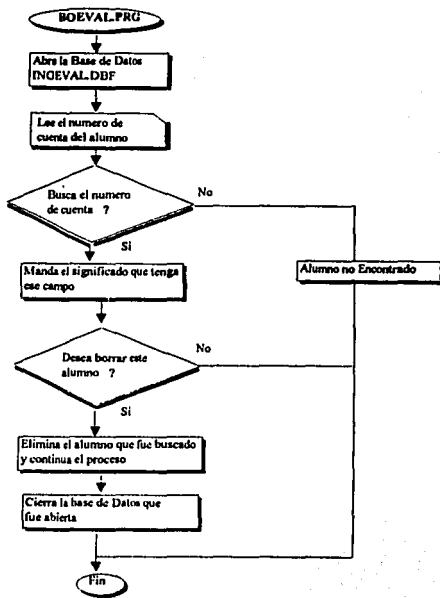 BOEVAL.PRG
Abre la Base de Datos
INGEVAL.DBF
Lee el numero de
cuenta del alumno
Busca el numero
de cuenta ?
No
Si
Manda el significado que tenga
ese campo
Alumno no Encontrado
Desea borrar este
alumno ?
No
Si
Elimina el alumno que fue buscado
y continua el proceso
Cierra la base de Datos que
fue abierta
Fin